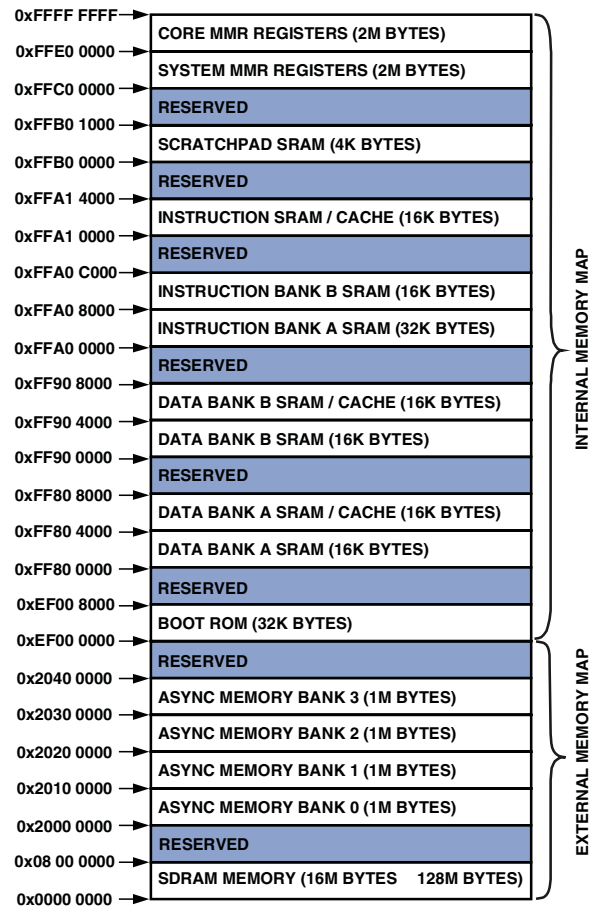 0xFFFF FFFF
CORE MMR REGISTERS (2M BYTES)
0xFFE0 0000
SYSTEM MMR REGISTERS (2M BYTES)
0xFFC0 0000
RESERVED
0xFFB0 1000
SCRATCHPAD SRAM (4K BYTES)
0xFFB0 0000
RESERVED
0xFFA1 4000
INSTRUCTION SRAM / CACHE (16K BYTES)
0xFFA1 0000
RESERVED
0xFFA0 C000
INSTRUCTION BANK B SRAM (16K BYTES)
0xFFA0 8000
INSTRUCTION BANK A SRAM (32K BYTES)
0xFFA0 0000
RESERVED
0xFF90 8000
DATA BANK B SRAM / CACHE (16K BYTES)
0xFF90 4000
DATA BANK B SRAM (16K BYTES)
0xFF90 0000
RESERVED
0xFF80 8000
DATA BANK A SRAM / CACHE (16K BYTES)
0xFF80 4000
DATA BANK A SRAM (16K BYTES)
0xFF80 0000
RESERVED
0xEF00 8000
BOOT ROM (32K BYTES)
0xEF00 0000
RESERVED
0x2040 0000
ASYNC MEMORY BANK 3 (1M BYTES)
0x2030 0000
ASYNC MEMORY BANK 2 (1M BYTES)
0x2020 0000
ASYNC MEMORY BANK 1 (1M BYTES)
0x2010 0000
ASYNC MEMORY BANK 0 (1M BYTES)
0x2000 0000
RESERVED
0x08 00 0000
SDRAM MEMORY (16M BYTES 128M BYTES)
0x0000 0000
INTERNAL MEMORY MAP
EXTERNAL MEMORY MAP